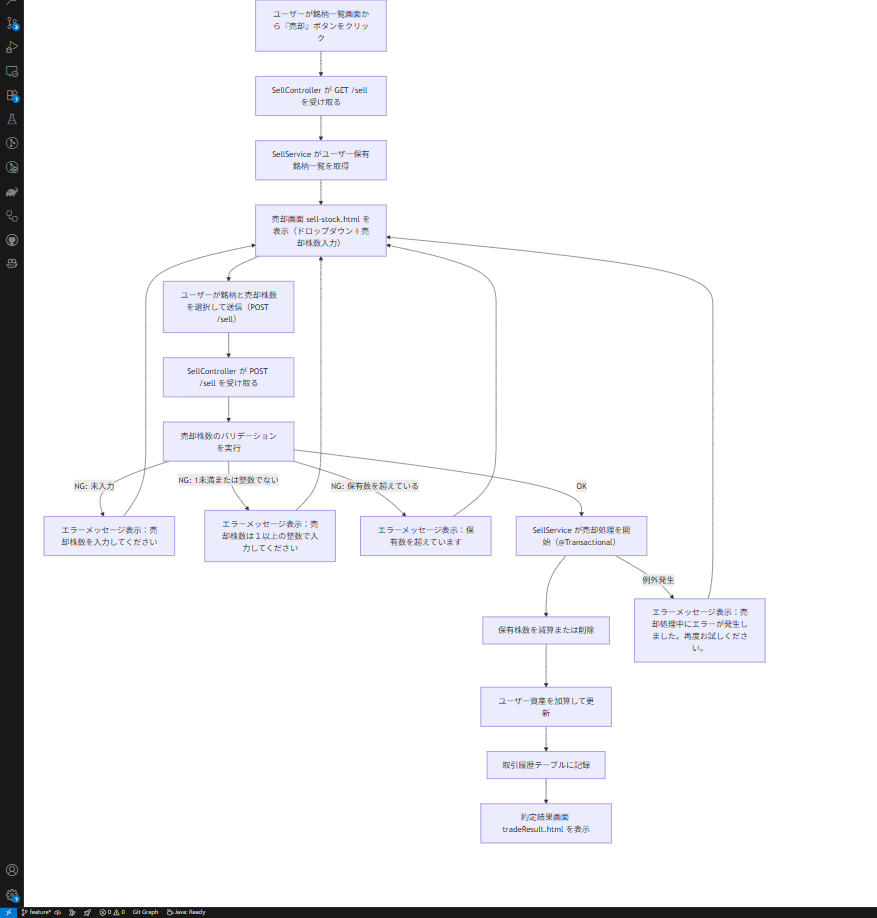 ユーザーが銘柄一覧画面か
ら『売却』ボタンをクリッ
ク
SellController が GET /sell
を受け取る
SellService がユーザー保有
銘柄一覧を取得
売却画面 sell-stock.html を
表示（ドロップダウン＋売
却株数入力）
ユーザーが銘柄と売却株数
を選択して送信（POST
/sell）
SellController が POST
/sell を受け取る
売却株数のバリデーション
を実行
NG: 未入力
NG: 1未満または整数でない
NG: 保有数を超えている
OK
エラーメッセージ表示：売
却株数を入力してください
エラーメッセージ表示：売
却株数は１以上の整数で入
力してください
エラーメッセージ表示：保
有数を超えています
SellService が売却処理を開
始（@Transactional）
例外発生
エラーメッセージ表示：売
却処理中にエラーが発生し
ました。再度お試しくださ
い。
保有株数を減算または削除
ユーザー資産を加算して更
新
取引履歴テーブルに記録
約定結果画面
tradeResult.html を表示
feature* 0 0 Git Graph Java: Ready